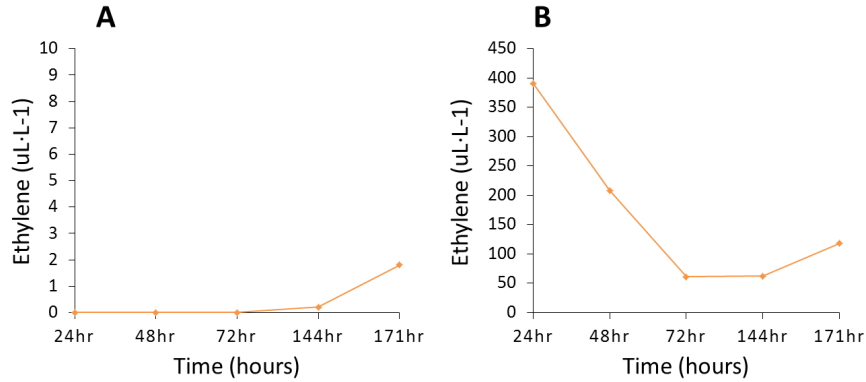 A
10
9
8
7
6
5
4
3
2
1
0
Ethylene (uL·L-1)
24hr 48hr 72hr 144hr 171hr
Time (hours)
B
450
400
350
300
250
200
150
100
50
0
Ethylene (uL·L-1)
24hr 48hr 72hr 144hr 171hr
Time (hours)